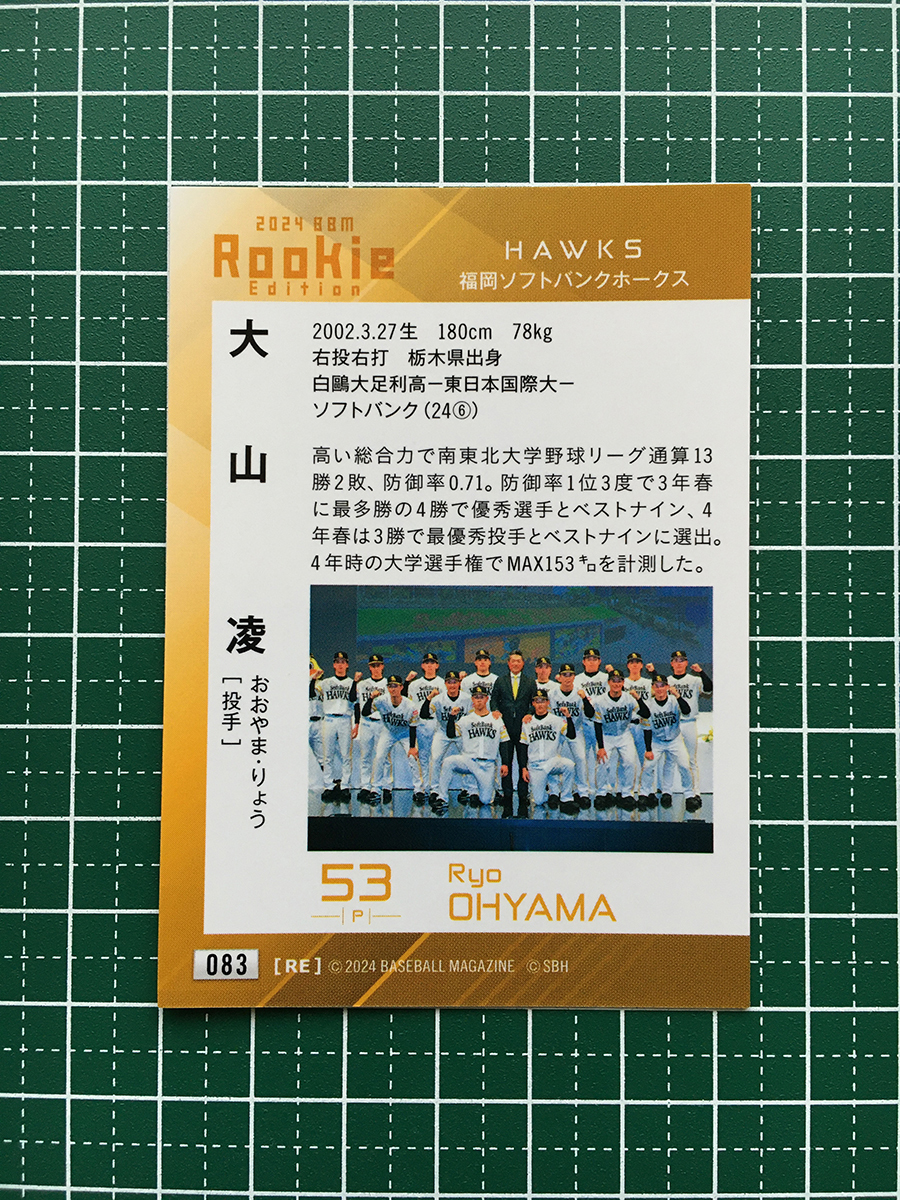 2024 BBM
Rookie
Edition
HAWKS
福岡ソフトバンクホークス
大山 凌
おおやま・りょう
[投手]
2002.3.27生 180cm 78kg
右投右打 栃木県出身
白鷗大足利高ー東日本国際大ー
ソフトバンク(24⑥)
高い総合力で南東北大学野球リーグ通算13
勝2敗、防御率0.71。防御率1位3度で3年春
に最多勝の4勝で優秀選手とベストナイン、4
年春は3勝で最優秀投手とベストナインに選出。
4年時の大学選手権でMAX153㌔を計測した。
SoftBank
HAWKS
53
P
Ryo
OHYAMA
083
[RE] ©2024 BASEBALL MAGAZINE ©SBH